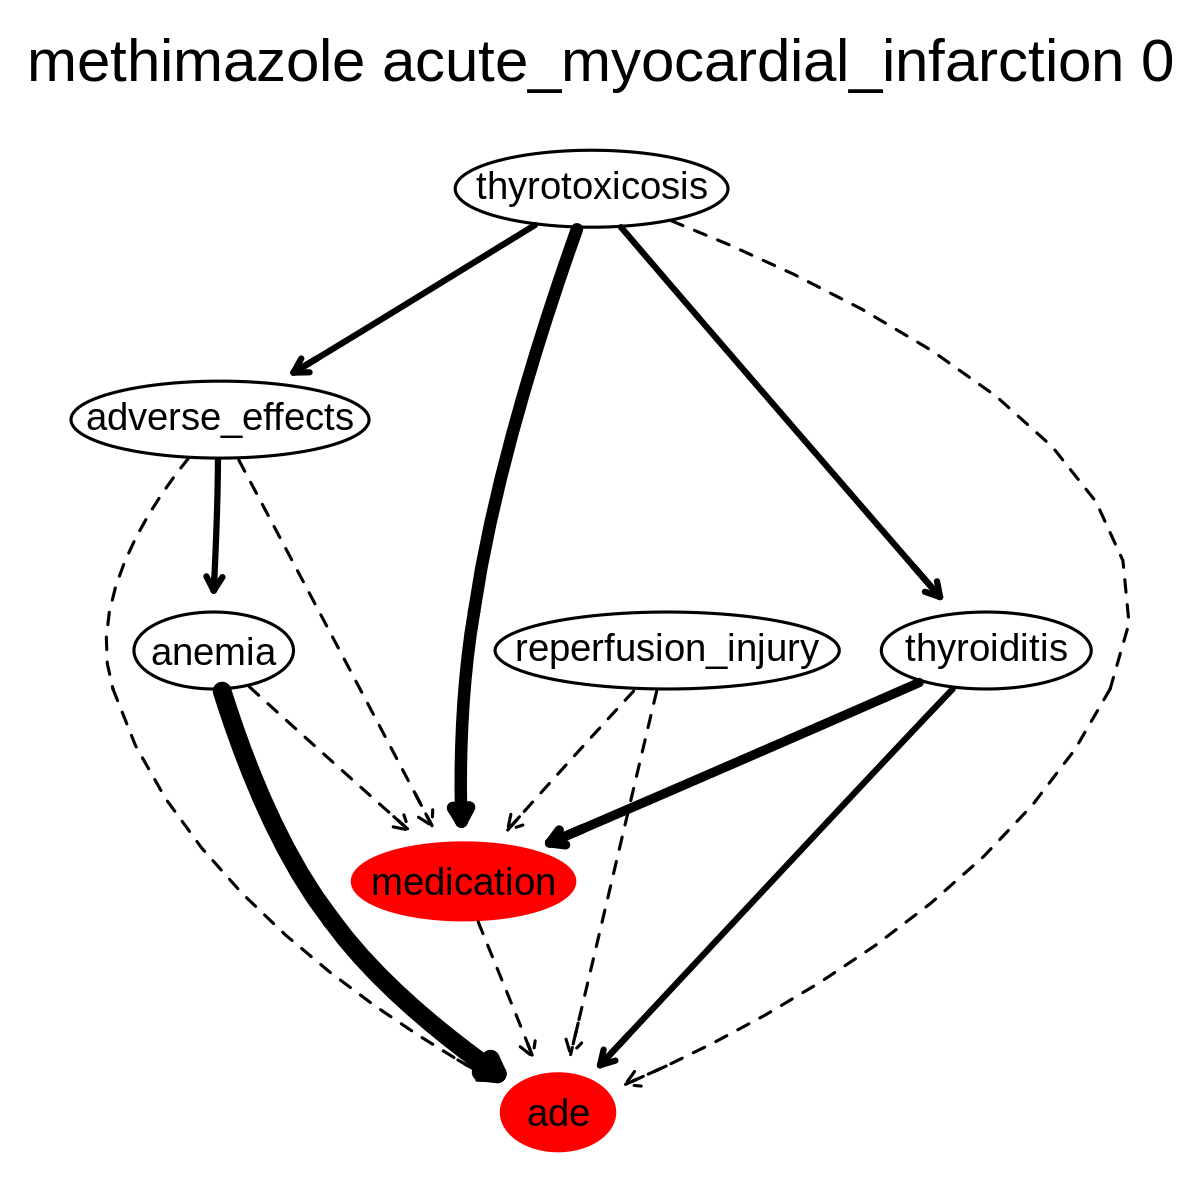 methimazole acute_myocardial_infarction 0
thyrotoxicosis
adverse_effects
anemia
reperfusion_injury
thyroiditis
medication
ade